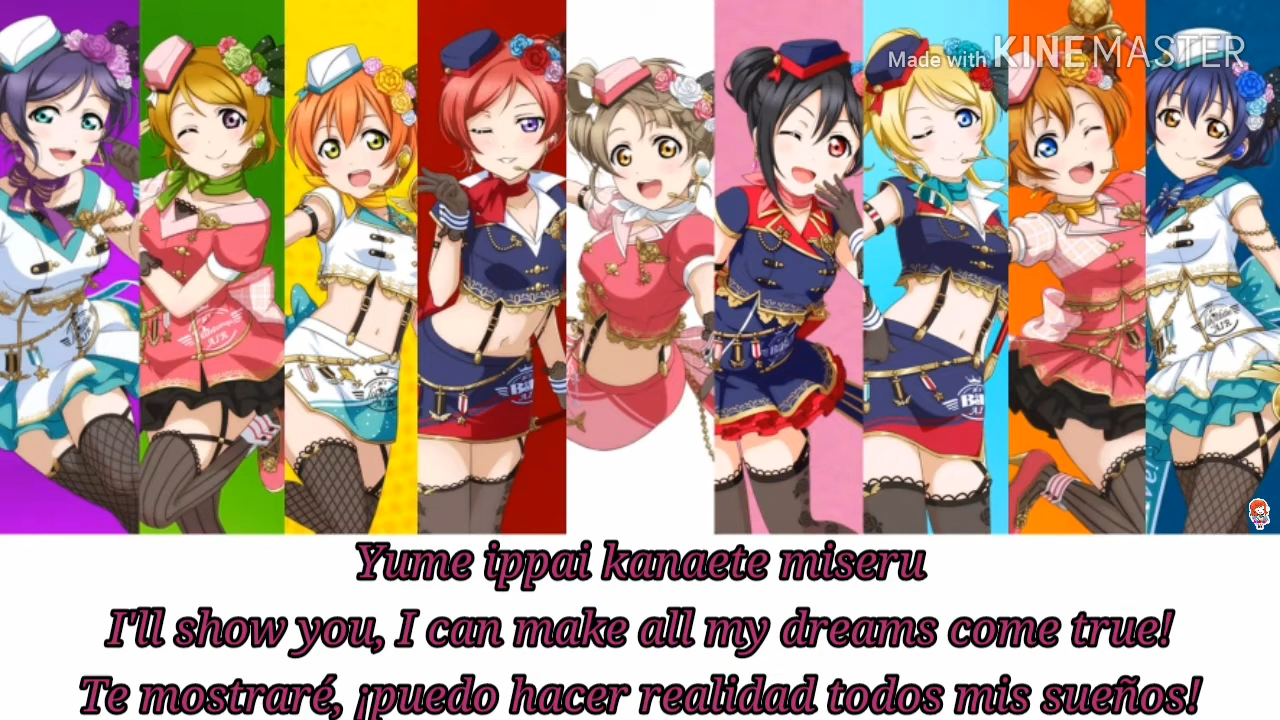 Made with KINEMASTER
Yume ippai kanaete miseru
I'll show you, I can make all my dreams come true!
Te mostraré, ¡puedo hacer realidad todos mis sueños!